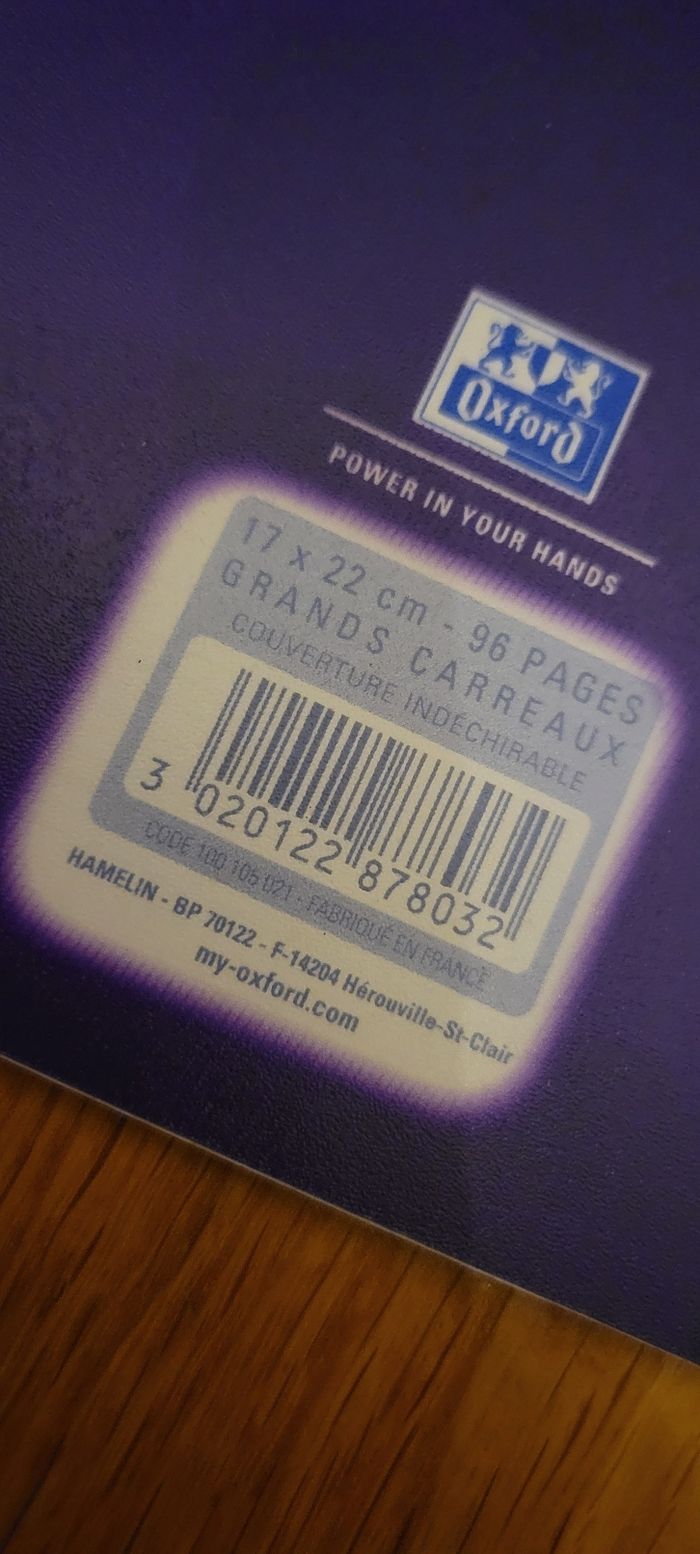 Oxford
POWER IN YOUR HANDS
17 x 22 cm - 96 PAGES
GRANDS CARREAUX
COUVERTURE INDÉCHIRABLE
3 020122 878032
CODE 100 105 021 - FABRIQUÉ EN FRANCE
HAMELIN - BP 70122 - F-14204 Hérouville-St-Clair
my-oxford.com